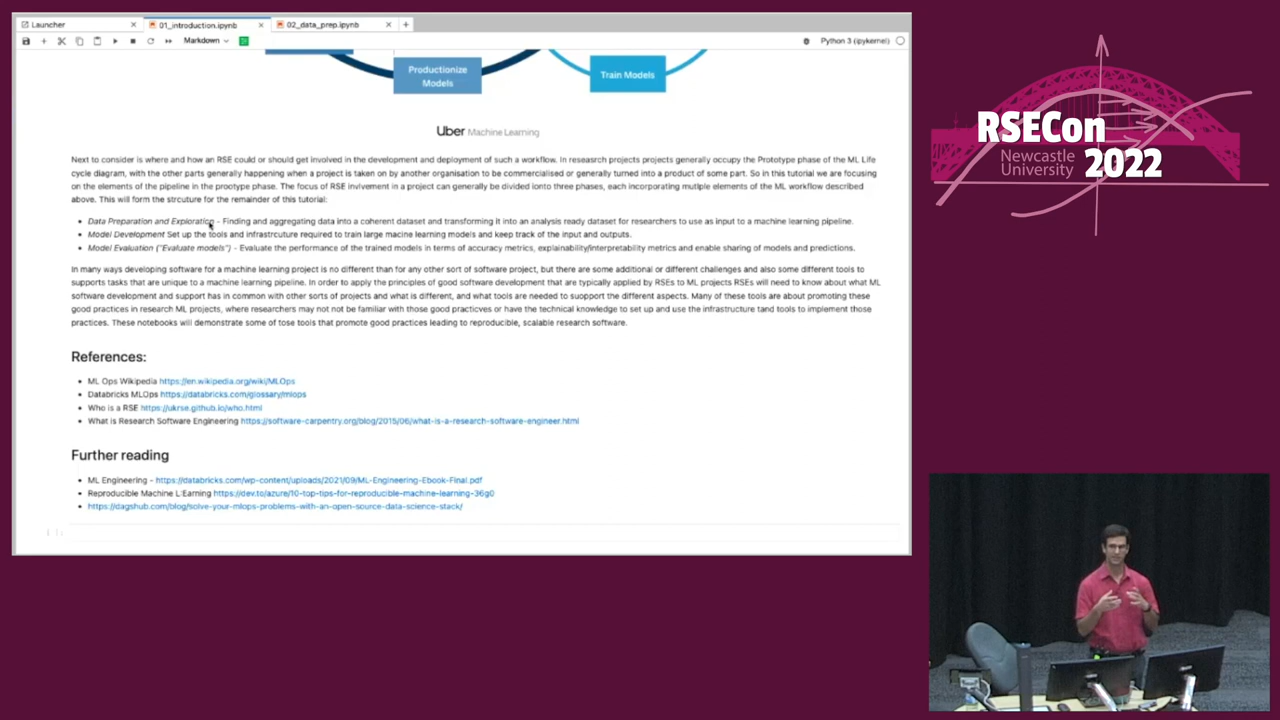 Launcher
01_introduction.ipynb
02_data_prep.ipynb
Markdown
Python 3 (ipykernel)
Productionize
Models
Train Models
Uber Machine Learning
Next to consider is where and how an RSE could or should get involved in the development and deployment of such a workflow. In resesarch projects projects generally occupy the Prototype phase of the ML Life
cycle diagram, with the other parts generally happening when a project is taken on by another organisation to be commercialised or generally turned into a product of some part. So in this tutorial we are focusing
on the elements of the pipeline in the prootype phase. The focus of RSE invlvement in a project can generally be divided ionto three phases, each incorporating mutlple elements of the ML workflow described
above. This will form the strcuture for the remainder of this tutorial:
• Data Preparation and Exploration - Finding and aggregating data into a coherent dataset and transforming it into an analysis ready dataset for researchers to use as input to a machine learning pipeline.
• Model Development Set up the tools and infrastrcuture required to train large macine learning models and keep track of the input and outputs.
• Model Evaluation ("Evaluate models") - Evaluate the performance of the trained models in terms of accuracy metrics, explainability/interpretability metrics and enable sharing of models and predictions.
In many ways developing software for a machine learning project is no different than for any other sort of software project, but there are some additional or different challenges and also some different tools to
supports tasks that are unique to a machine learning pipeline. In order to apply the principles of good software development that are typically applied by RSEs to ML projects RSEs will need to know about what ML
software development and support has in common with other sorts of projects and what is different, and what tools are needed to suppport the different aspects. Many of these tools are about promoting these
good practices in research ML projects, where researchers may not not be familiar with those good practicves or have the technical knowledge to set up and use the infrastructure tand tools to implement those
practices. These notebooks will demonstrate some of tose tools that promote good practices leading to reproducible, scalable research software.
References:
• ML Ops Wikipedia https://en.wikipedia.org/wiki/MLOps
• Databricks MLOps https://databricks.com/glossary/mlops
• Who is a RSE https://ukrse.github.io/who.html
• What is Research Software Engineering https://software-carpentry.org/blog/2015/06/what-is-a-research-software-engineer.html
Further reading
• ML Engineering - https://databricks.com/wp-content/uploads/2021/09/ML-Engineering-Ebook-Final.pdf
• Reproducible Machine L:Earning https://dev.to/azure/10-top-tips-for-reproducible-machine-learning-36g0
• https://dagshub.com/blog/solve-your-mlops-problems-with-an-open-source-data-science-stack/
[ ]:
RSECon
Newcastle
University
2022